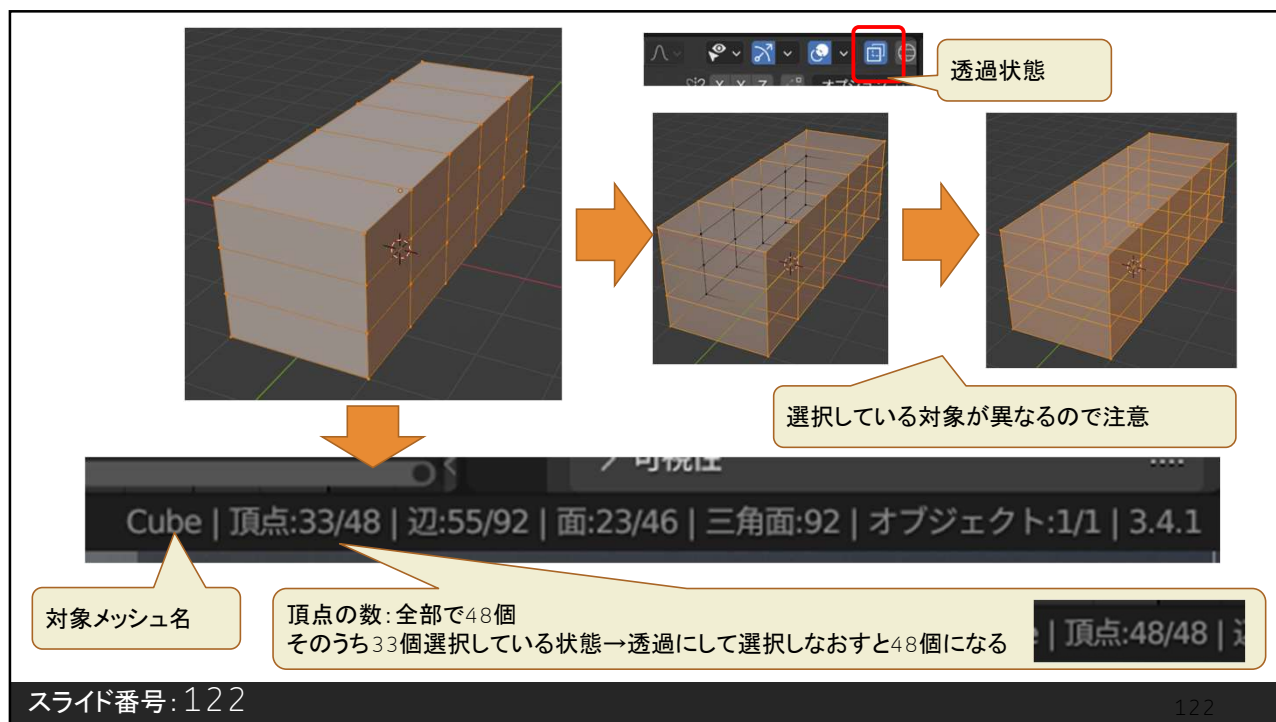 透過状態
選択している対象が異なるので注意
可視性
Cube | 頂点:33/48 | 辺:55/92 | 面:23/46 | 三角面:92 | オブジェクト:1/1 | 3.4.1
対象メッシュ名
頂点の数:全部で48個
そのうち33個選択している状態→透過にして選択しなおすと48個になる
| 頂点:48/48 |
スライド番号:122
122